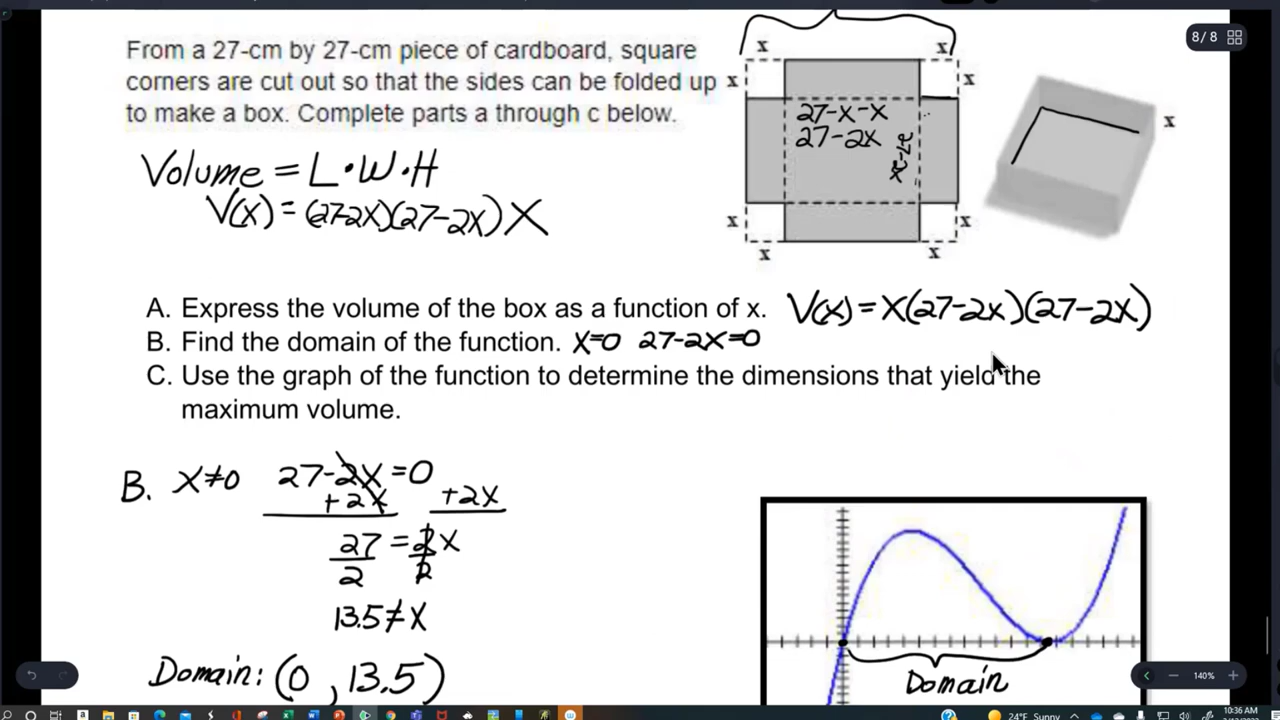 8/8
From a 27-cm by 27-cm piece of cardboard, square
corners are cut out so that the sides can be folded up
to make a box. Complete parts a through c below.
Volume = L·W·H
V(x) = (27-2x)(27-2x) X
x
x
x
x
27-x-x
27-2x
27-2x
x
x
x
x
x
A. Express the volume of the box as a function of x. V(x) = X(27-2x)(27-2x)
B. Find the domain of the function. x=0 27-2x=0
C. Use the graph of the function to determine the dimensions that yield the
maximum volume.
B. x≠0 27-2x=0
+2x +2x
27 = 2x
2 2
13.5≠x
Domain: (0, 13.5)
Domain
140%
10:36 AM
24°F Sunny